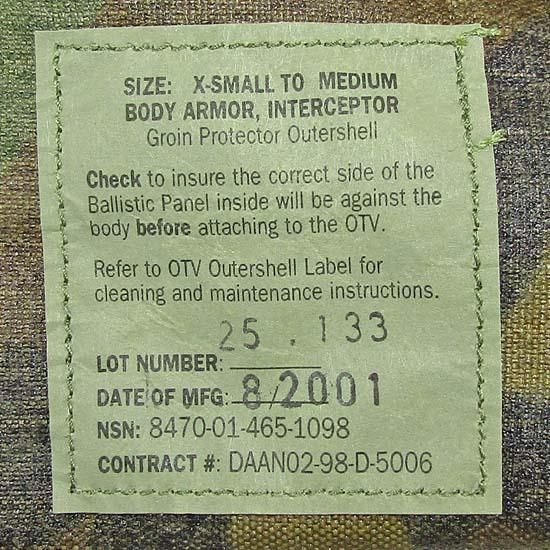 SIZE: X-SMALL TO MEDIUM
BODY ARMOR, INTERCEPTOR
Groin Protector Outershell
Check to insure the correct side of the
Ballistic Panel inside will be against the
body before attaching to the OTV.
Refer to OTV Outershell Label for
cleaning and maintenance instructions.
25 . 133
LOT NUMBER:
DATE OF MFG: 8/2001
NSN: 8470-01-465-1098
CONTRACT #: DAAN02-98-D-5006